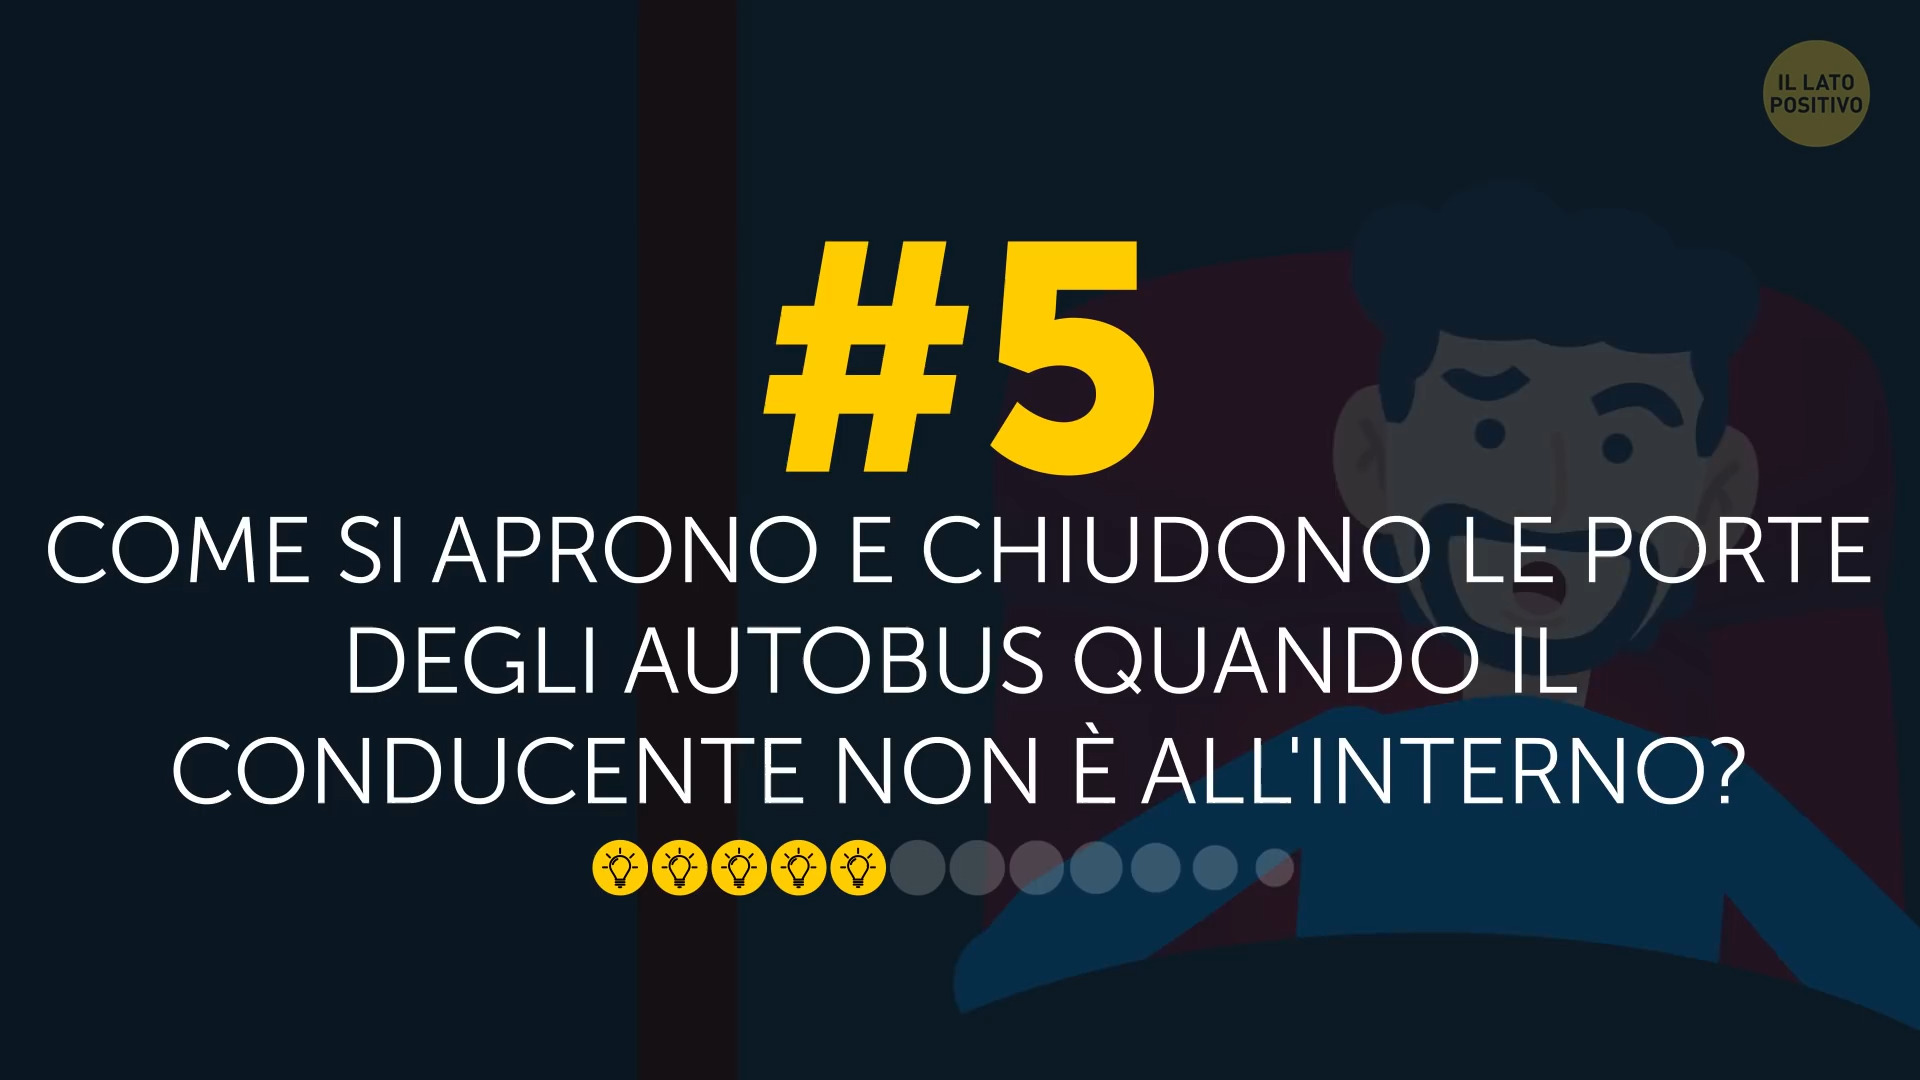 IL LATO
POSITIVO
#5
COME SI APRONO E CHIUDONO LE PORTE
DEGLI AUTOBUS QUANDO IL
CONDUCENTE NON È ALL'INTERNO?